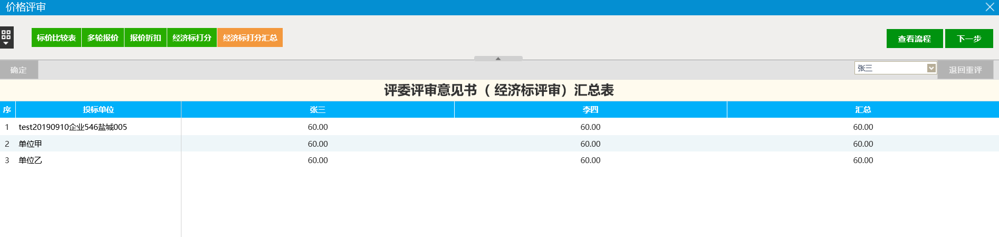 价格评审
标价比较表 多轮报价 报价折扣 经济标打分 经济标打分汇总 查看流程 下一步
确定 张三 退回重评
评委评审意见书（ 经济标评审）汇总表
序 投标单位 张三 李四 汇总
1 test20190910企业546盐城005 60.00 60.00 60.00
2 单位甲 60.00 60.00 60.00
3 单位乙 60.00 60.00 60.00